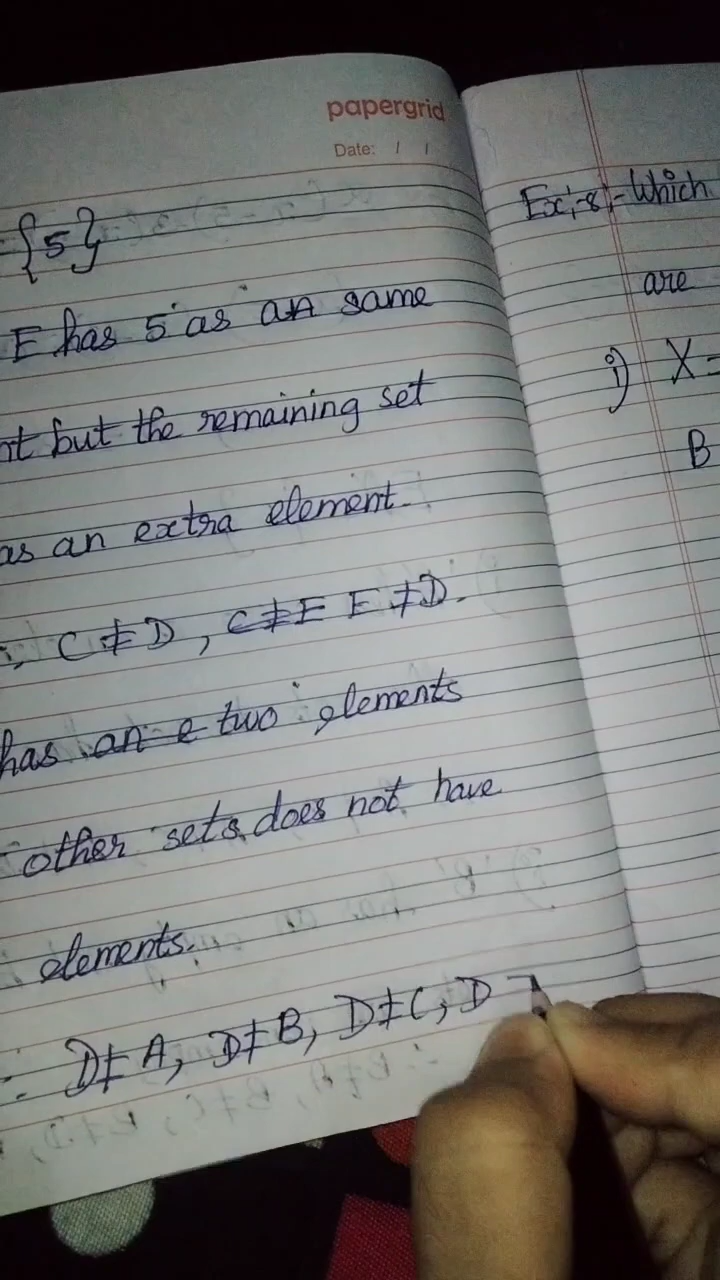 papergrid
Date: / /
= {5}
E has 5 as an same
nt but the remaining set
as an extra element.
∴ C ≠ D, C ≠ E E ≠ D.
has an e two elements
other sets does not have
elements.
∴ D ≠ A, D ≠ B, D ≠ C, D
Ex:-8:- Which
are
i) X =
B